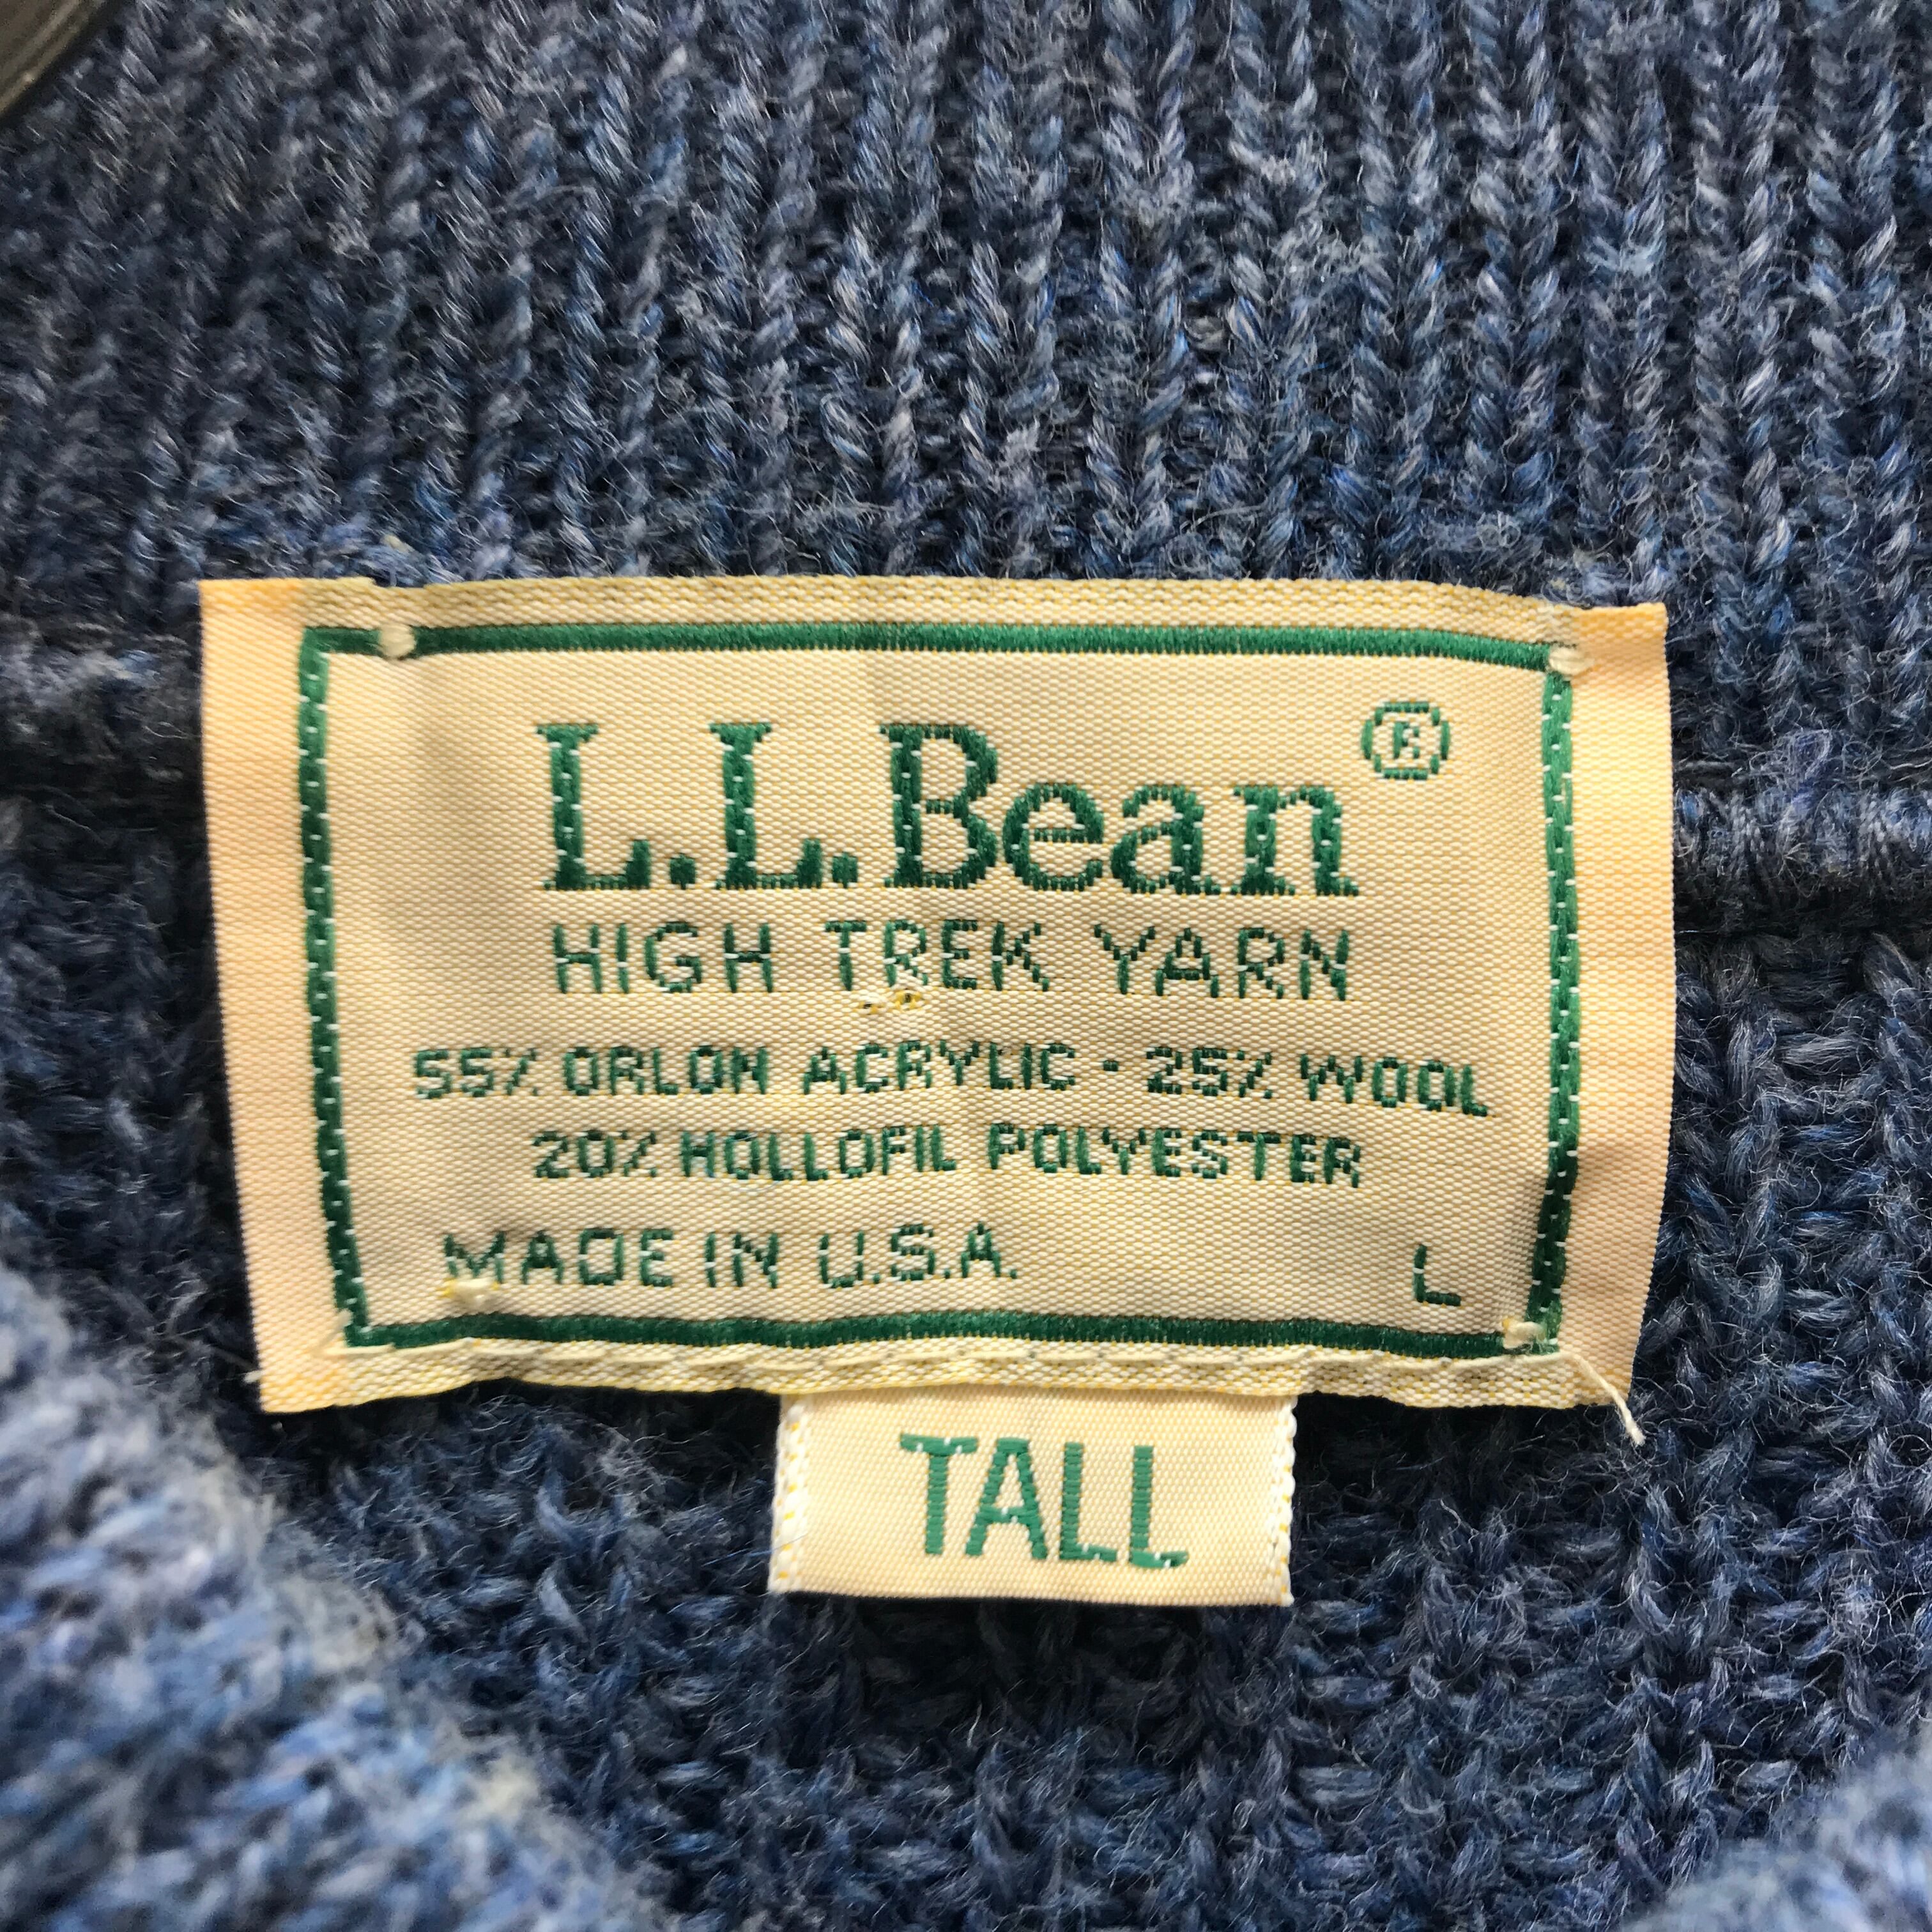 L.L.Bean®
HIGH TREK YARN
55% ORLON ACRYLIC · 25% WOOL
20% HOLLOFIL POLYESTER
MADE IN U.S.A. L
TALL